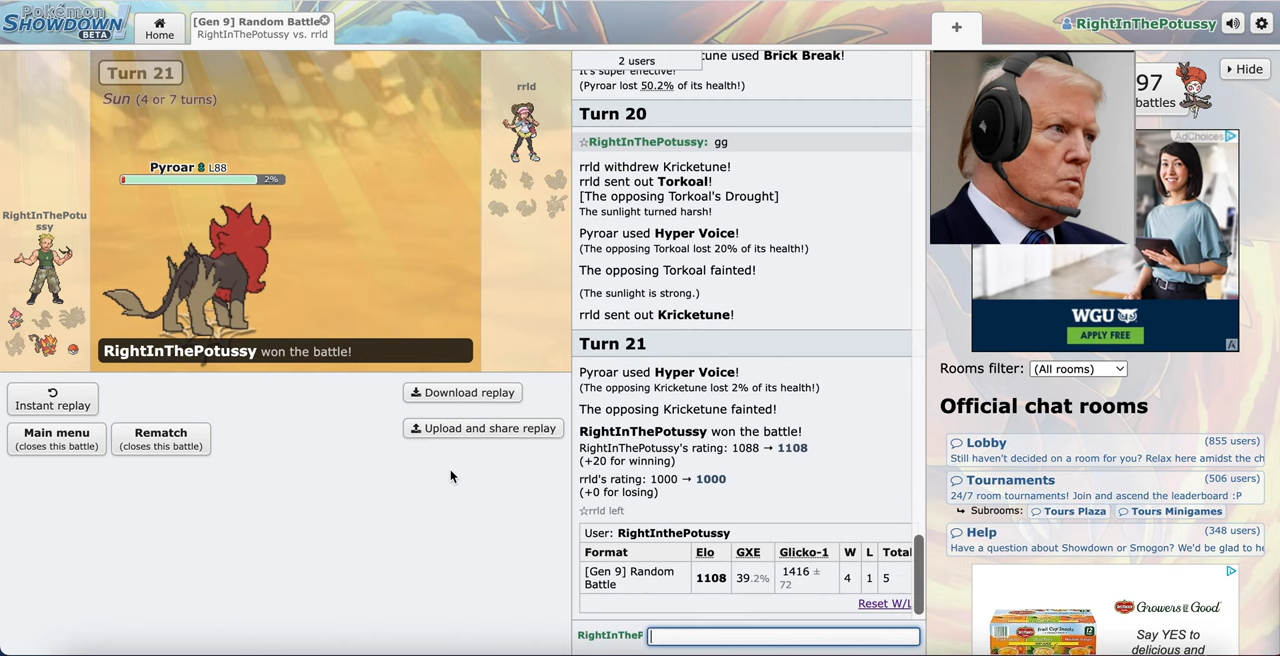 Pokémon
SHOWDOWN!
BETA
Home
[Gen 9] Random Battle
RightInThePotussy vs. rrld
+
RightInThePotussy
Turn 21
Sun (4 or 7 turns)
Pyroar L88
2%
RightInThePotu
ssy
rrld
RightInThePotussy won the battle!
Instant replay
Download replay
Upload and share replay
Main menu
(closes this battle)
Rematch
(closes this battle)
2 users
tune used Brick Break!
It's super effective!
(Pyroar lost 50.2% of its health!)
Turn 20
☆RightInThePotussy: gg
rrld withdrew Kricketune!
rrld sent out Torkoal!
[The opposing Torkoal's Drought]
The sunlight turned harsh!
Pyroar used Hyper Voice!
(The opposing Torkoal lost 20% of its health!)
The opposing Torkoal fainted!
(The sunlight is strong.)
rrld sent out Kricketune!
Turn 21
Pyroar used Hyper Voice!
(The opposing Kricketune lost 2% of its health!)
The opposing Kricketune fainted!
RightInThePotussy won the battle!
RightInThePotussy's rating: 1088 → 1108
(+20 for winning)
rrld's rating: 1000 → 1000
(+0 for losing)
☆rrld left
User: RightInthePotussy
Format Elo GXE Glicko-1 W L Total
[Gen 9] Random
Battle
1108 39.2% 1416 ±
72
4 1 5
Reset W/L
RightInTheP
97
battles
Hide
AdChoices
WGU
APPLY FREE
Rooms filter: (All rooms)
Official chat rooms
Lobby (855 users)
Still haven't decided on a room for you? Relax here amidst the ch
Tournaments (506 users)
24/7 room tournaments! Join and ascend the leaderboard :P
↳ Subrooms: Tours Plaza Tours Minigames
Help (348 users)
Have a question about Showdown or Smogon? We'd be glad to he
Del Monte Growers of Good
Say YES to
delicious and